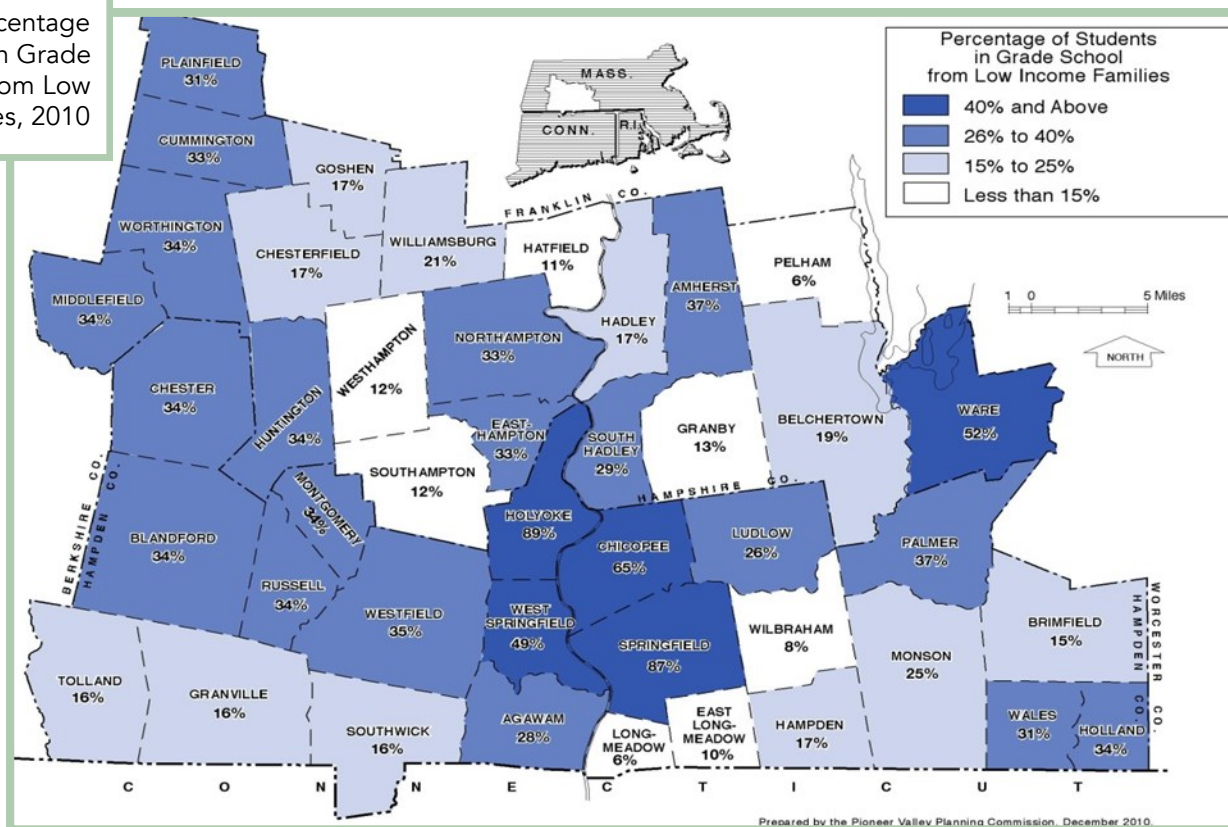 centage
n Grade
rom Low
es, 2010
Percentage of Students
in Grade School
from Low Income Families
40% and Above
26% to 40%
15% to 25%
Less than 15%
MASS.
CONN.
R.I.
PLAINFIELD
31%
CUMMINGTON
33%
GOSHEN
17%
WORTHINGTON
34%
CHESTERFIELD
17%
WILLIAMSBURG
21%
FRANKLIN CO.
HATFIELD
11%
PELHAM
6%
AMHERST
37%
MIDDLEFIELD
34%
HADLEY
17%
1 0 5 Miles
NORTH
NORTHAMPTON
33%
WESTHAMPTON
12%
CHESTER
34%
HUNTINGTON
34%
EAST-
HAMPTON
33%
SOUTH
HADLEY
29%
GRANBY
13%
BELCHERTOWN
19%
WARE
52%
SOUTHAMPTON
12%
HAMPSHIRE CO.
MONTGOMERY
34%
BERKSHIRE CO.
HAMPDEN CO.
BLANDFORD
34%
HOLYOKE
89%
CHICOPEE
65%
LUDLOW
26%
PALMER
37%
RUSSELL
34%
WESTFIELD
35%
WEST
SPRINGFIELD
49%
SPRINGFIELD
87%
WILBRAHAM
8%
MONSON
25%
BRIMFIELD
15%
WORCESTER CO.
HAMPDEN CO.
TOLLAND
16%
GRANVILLE
16%
SOUTHWICK
16%
AGAWAM
28%
LONG-
MEADOW
6%
EAST
LONG-
MEADOW
10%
HAMPDEN
17%
WALES
31%
HOLLAND
34%
CONNECTICUT
Prepared by the Pioneer Valley Planning Commission, December 2010.